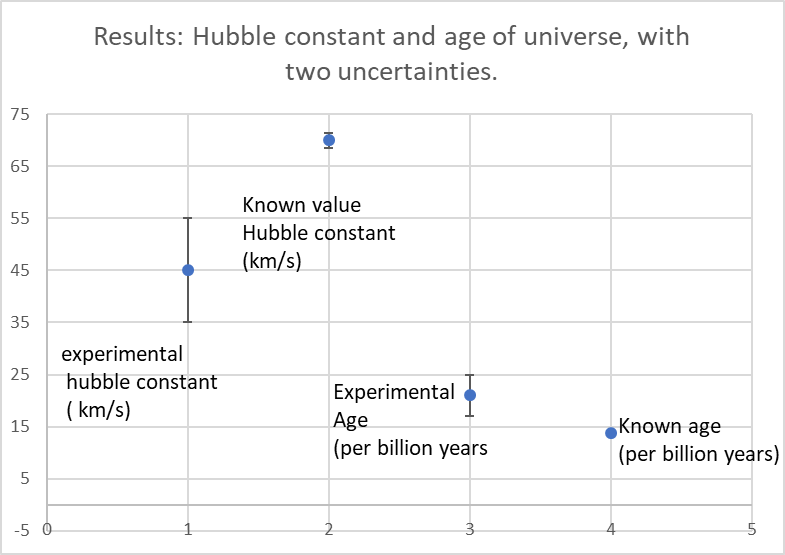 Results: Hubble constant and age of universe, with
two uncertainties.
75
65
55
45
35
25
15
5
-5
Known value
Hubble constant
(km/s)
experimental
hubble constant
( km/s)
Experimental
Age
(per billion years
Known age
(per billion years)
0 1 2 3 4 5